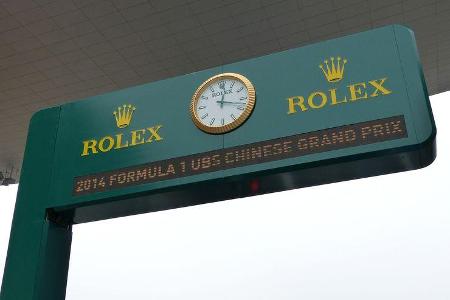 ROLEX
ROLEX
ROLEX
2014 FORMULA 1 UBS CHINESE GRAND PRIX